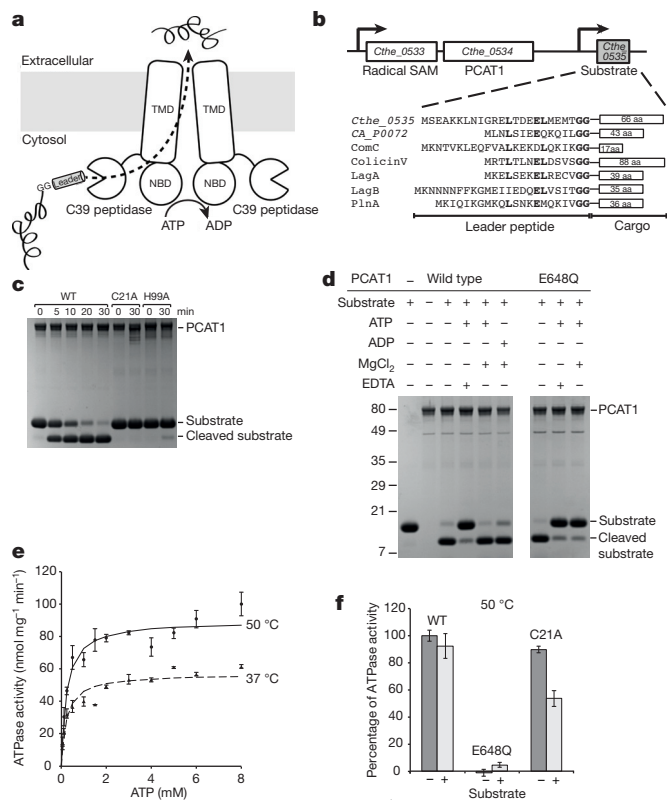 a
Extracellular
TMD
TMD
Cytosol
GG
Leader
NBD
NBD
C39 peptidase
C39 peptidase
ATP
ADP
b
Cthe_0533
Cthe_0534
Cthe
0535
Radical SAM
PCAT1
Substrate
Cthe_0535 MSEAKKLNIGRELTDEELMEMTGG 66 aa
CA_P0072 MLNLSIEEQKQILGG 43 aa
ComC MKNTVKLEQFVALKEKDLQKIKGG 17aa
ColicinV MRTLTLNELDSVSGG 88 aa
LagA MKELSEKELRECVGG 39 aa
LagB MKNNNNFFKGMEIIEDQELVSITGG 35 aa
PlnA MKIQIKGMKQLSNKEMQKIVGG 36 aa
Leader peptide
Cargo
c
WT
C21A
H99A
0 5 10 20 30 0 30 0 30 min
PCAT1
Substrate
Cleaved substrate
d
PCAT1 – Wild type E648Q
Substrate + – + + + + + + +
ATP – – – + + + – + +
ADP – – – – – + – – –
MgCl2 – – – – + + – – +
EDTA – – – + – – – + –
80
49
35
29
21
7
PCAT1
Substrate
Cleaved
substrate
e
ATPase activity (nmol mg–1 min–1)
120
100
80
60
40
20
0
50 °C
37 °C
0 2 4 6 8
ATP (mM)
f
50 °C
Percentage of ATPase activity
120
100
80
60
40
20
0
WT
E648Q
C21A
– + – + – +
Substrate